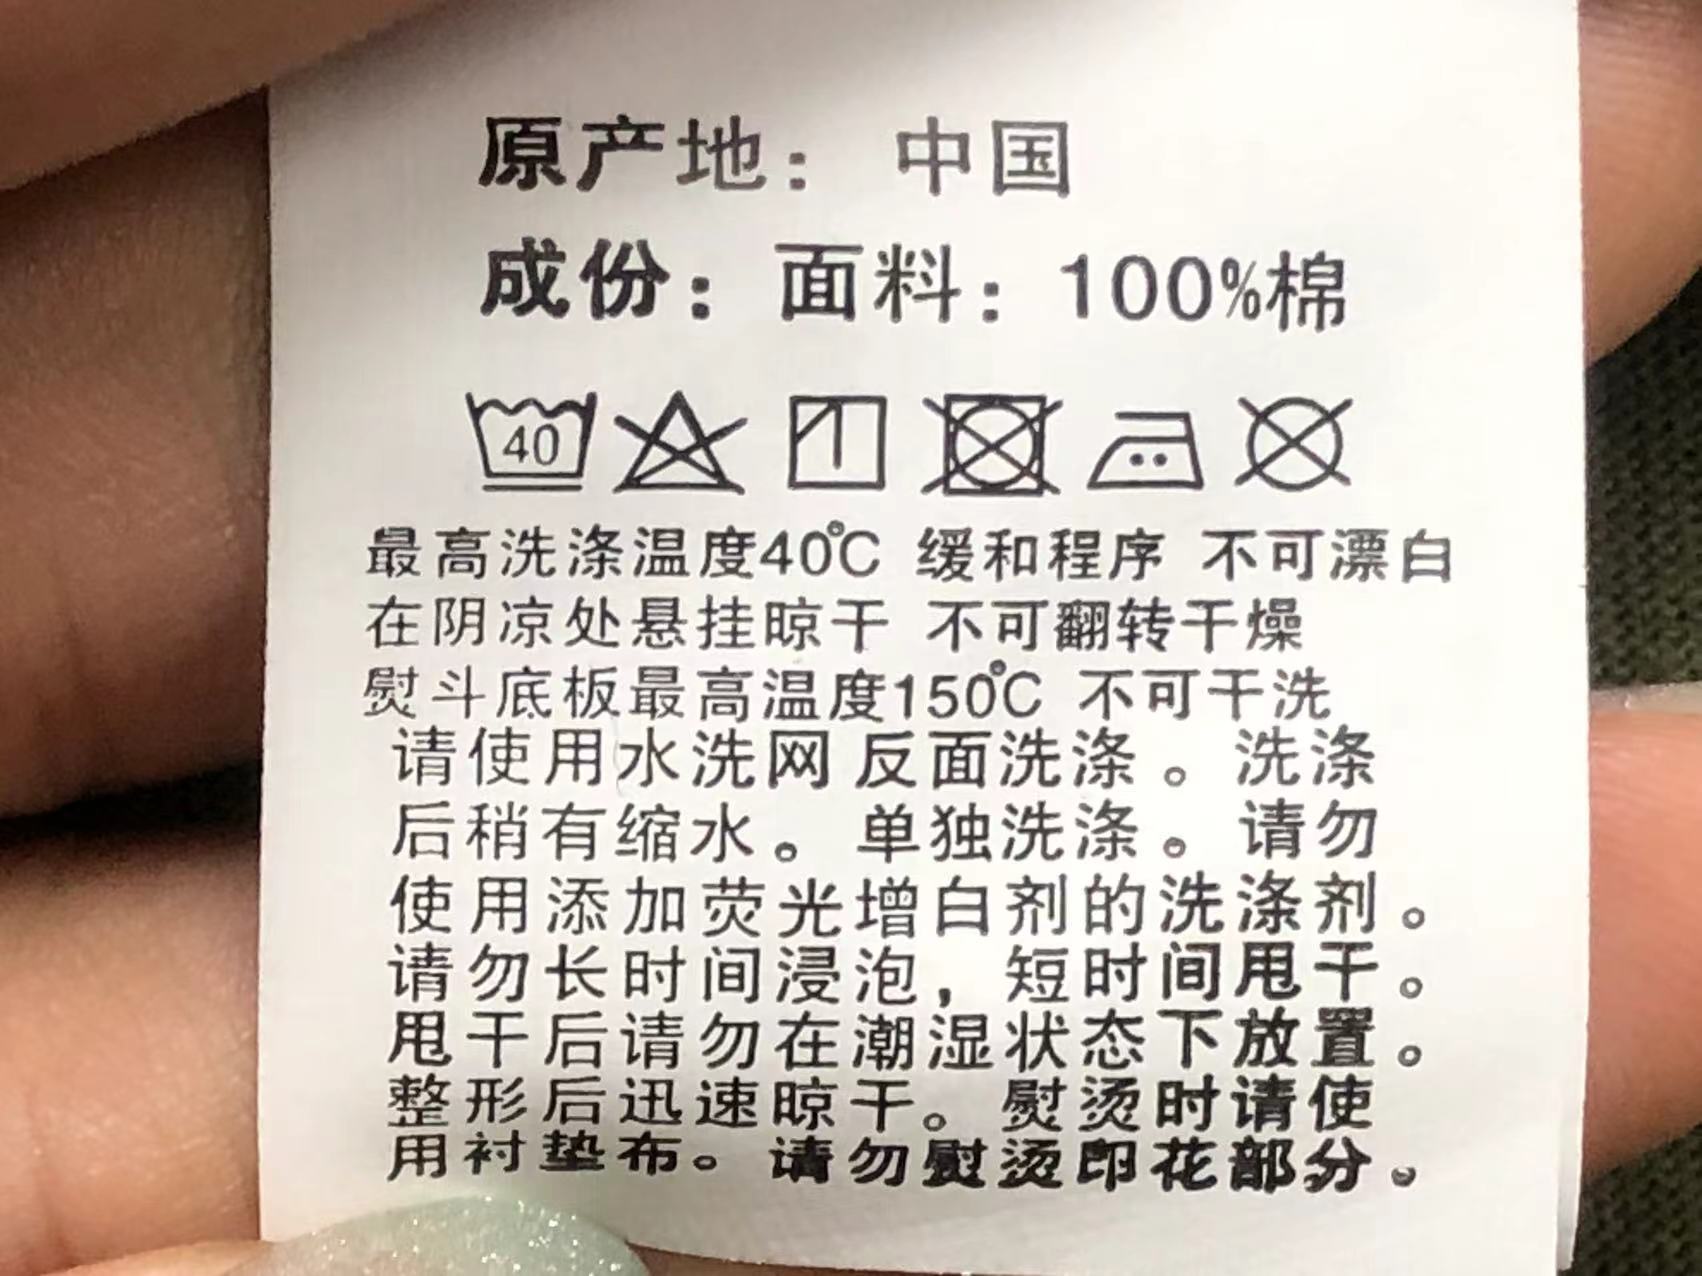 原产地： 中国
成份：面料：100%棉
40
最高洗涤温度40℃ 缓和程序 不可漂白
在阴凉处悬挂晾干 不可翻转干燥
熨斗底板最高温度150℃ 不可干洗
请使用水洗网 反面洗涤。洗涤
后稍有缩水。单独洗涤。请勿
使用添加荧光增白剂的洗涤剂。
请勿长时间浸泡，短时间甩干。
甩干后请勿在潮湿状态下放置。
整形后迅速晾干。熨烫时请使
用衬垫布。请勿熨烫印花部分。